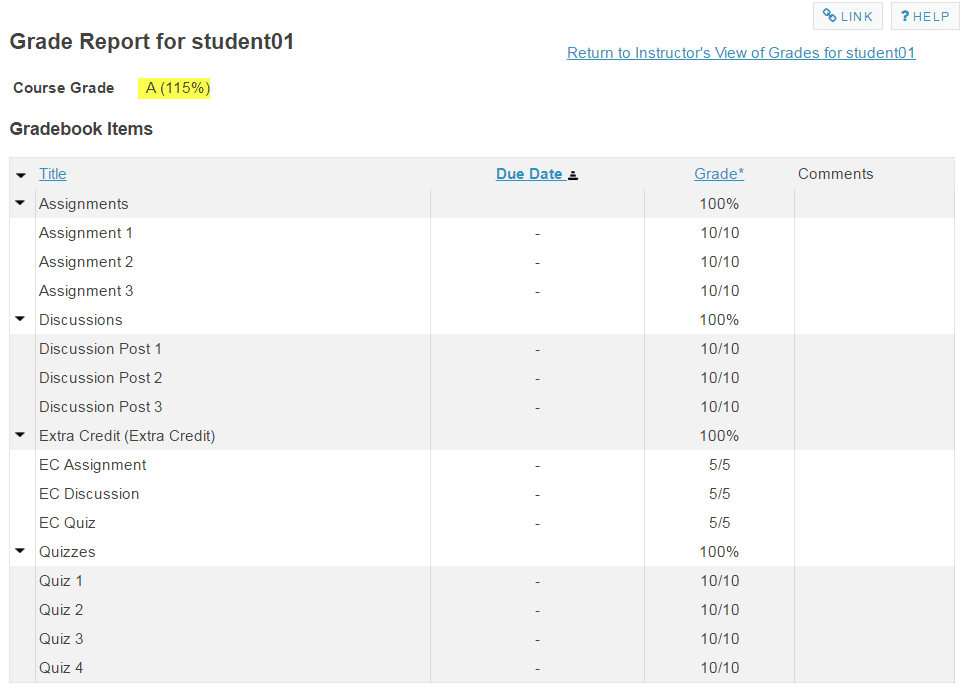 LINK ?HELP
Grade Report for student01
Return to Instructor's View of Grades for student01
Course Grade A (115%)
Gradebook Items
Title Due Date Grade* Comments
Assignments 100%
Assignment 1 - 10/10
Assignment 2 - 10/10
Assignment 3 - 10/10
Discussions 100%
Discussion Post 1 - 10/10
Discussion Post 2 - 10/10
Discussion Post 3 - 10/10
Extra Credit (Extra Credit) 100%
EC Assignment - 5/5
EC Discussion - 5/5
EC Quiz - 5/5
Quizzes 100%
Quiz 1 - 10/10
Quiz 2 - 10/10
Quiz 3 - 10/10
Quiz 4 - 10/10